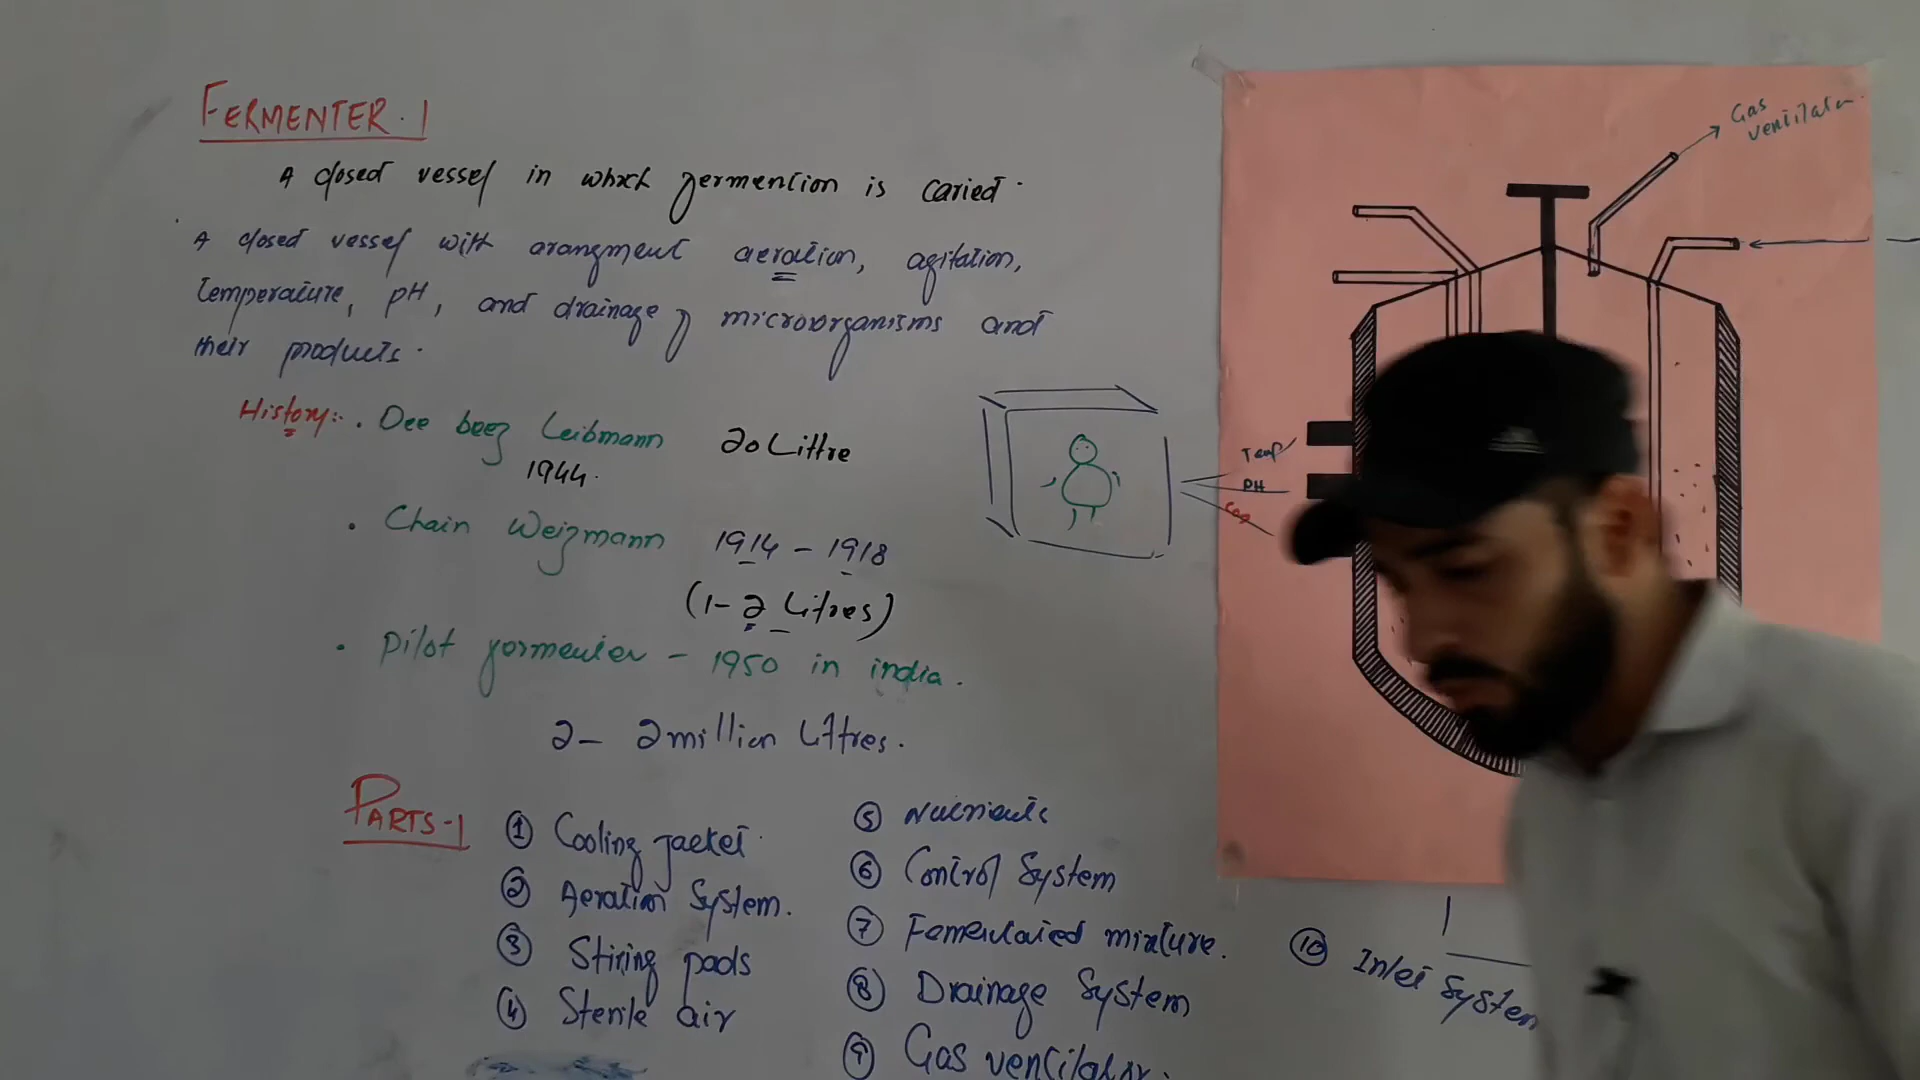 FERMENTER.1
A closed vessel in which fermention is caried.
A closed vessel with arangment aeration, agitation,
Temperature, pH, and drainage of microorganisms and
their products.
History:- . Dee beez Leibmann 20 Littre
1944.
. Chain Weizmann 1914 - 1918
(1-2 Litres)
. Pilot fermenter - 1950 in india.
2- 2million Littres.
PARTS-1
① Cooling Jacket.
② Aeration System.
③ Stiring pads
④ Sterile air
⑤ Nutrients
⑥ Control System
⑦ mixture.
⑧ Drainage System
⑨ Gas ventilator.
⑩ Inlet System
Gas
ventilator
Temp
PH